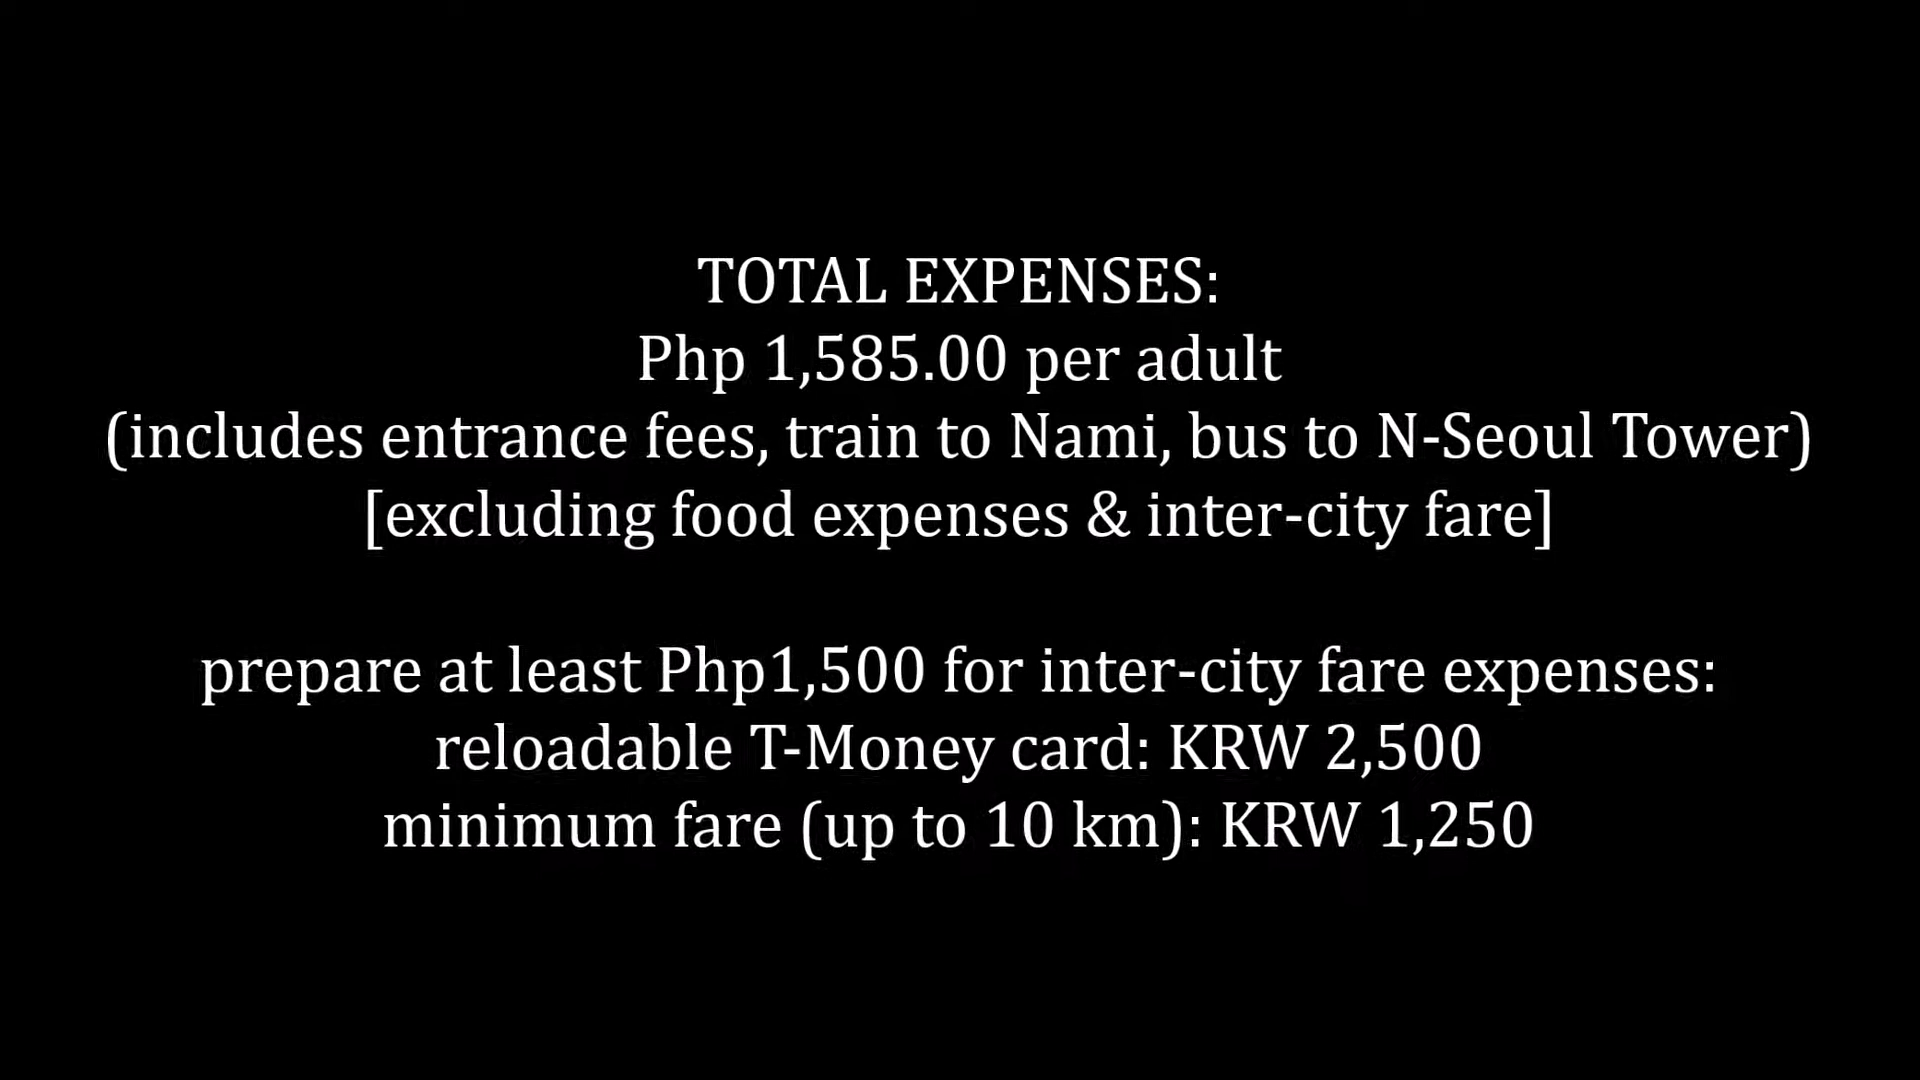 TOTAL EXPENSES:
Php 1,585.00 per adult
(includes entrance fees, train to Nami, bus to N-Seoul Tower)
[excluding food expenses & inter-city fare]
prepare at least Php1,500 for inter-city fare expenses:
reloadable T-Money card: KRW 2,500
minimum fare (up to 10 km): KRW 1,250